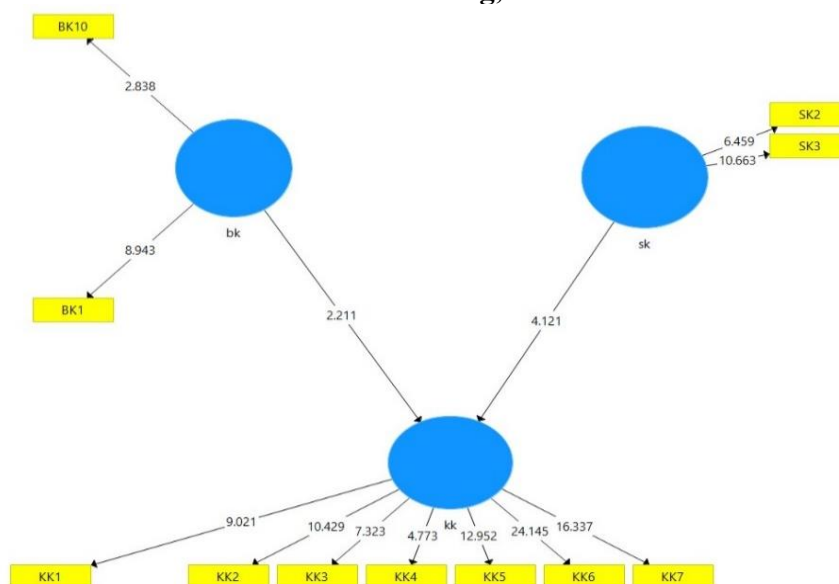 g,
BK10
2.838
SK2
6.459
SK3
10.663
bk
sk
8.943
BK1
2.211
4.121
9.021
10.429
7.323
4.773
kk
12.952
24.145
16.337
KK1
KK2
KK3
KK4
KK5
KK6
KK7